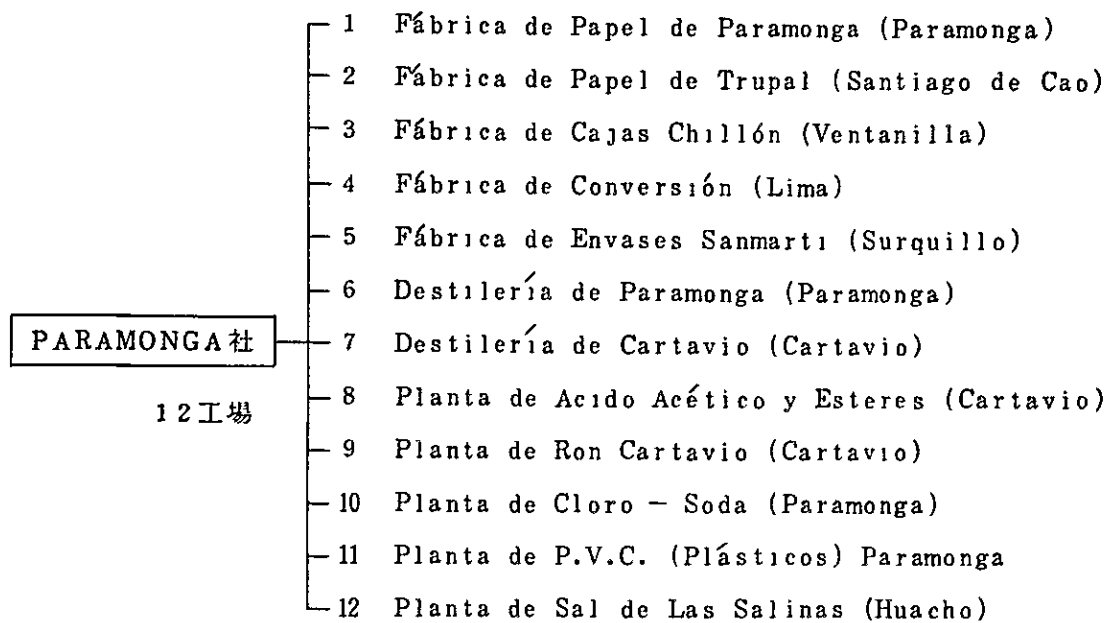 1 Fábrica de Papel de Paramonga (Paramonga)
2 Fábrica de Papel de Trupal (Santiago de Cao)
3 Fábrica de Cajas Chillón (Ventanilla)
4 Fábrica de Conversión (Lima)
5 Fábrica de Envases Sanmarti (Surquillo)
6 Destilería de Paramonga (Paramonga)
PARAMONGA社
7 Destilería de Cartavio (Cartavio)
12工場
8 Planta de Acido Acético y Esteres (Cartavio)
9 Planta de Ron Cartavio (Cartavio)
10 Planta de Cloro － Soda (Paramonga)
11 Planta de P.V.C. (Plásticos) Paramonga
12 Planta de Sal de Las Salinas (Huacho)